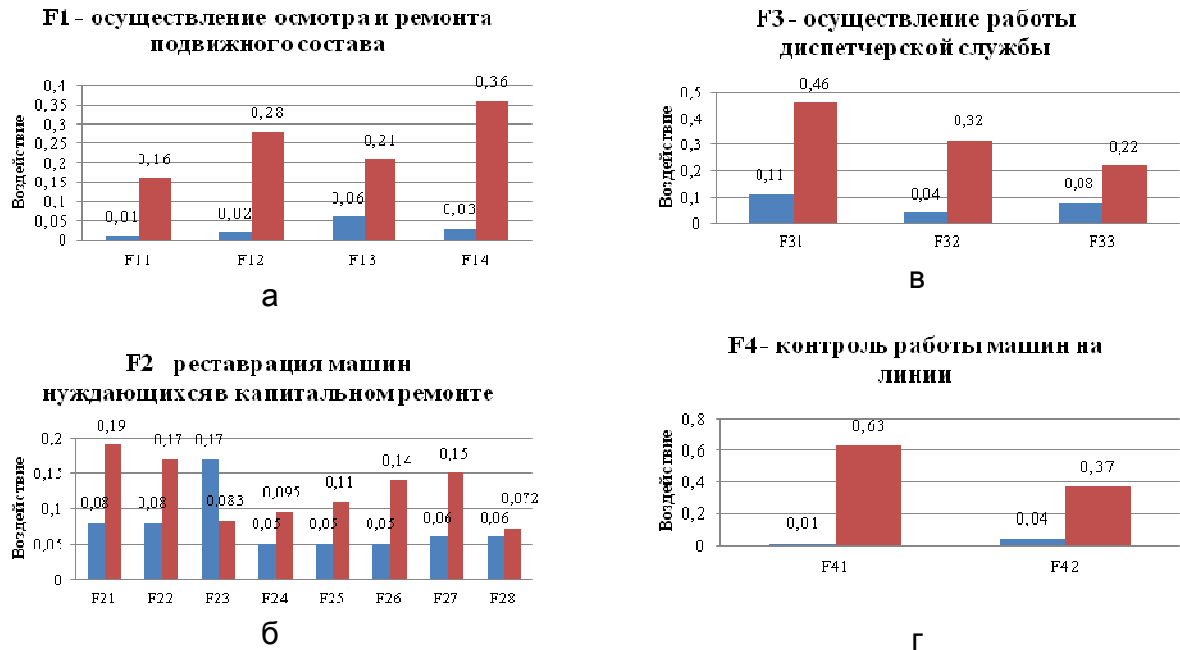 F1 - осуществление осмотра и ремонта
подвижного состава
Воздействие
0,4
0,35
0,3
0,25
0,2
0,15
0,1
0,05
0
0,01
0,16
0,02
0,28
0,06
0,21
0,03
0,36
F11
F12
F13
F14
а
F3 - осуществление работы
диспетчерской службы
Воздействие
0,5
0,4
0,3
0,2
0,1
0
0,11
0,46
0,04
0,32
0,08
0,22
F31
F32
F33
в
F2 реставрация машин
нуждающихся в капитальном ремонте
Воздействие
0,2
0,15
0,1
0,05
0
0,08
0,19
0,08
0,17
0,17
0,083
0,05
0,095
0,05
0,11
0,05
0,14
0,06
0,15
0,06
0,072
F21
F22
F23
F24
F25
F26
F27
F28
б
F4 - контроль работы машин на
линии
Воздействие
0,8
0,6
0,4
0,2
0
0,01
0,63
0,04
0,37
F41
F42
г